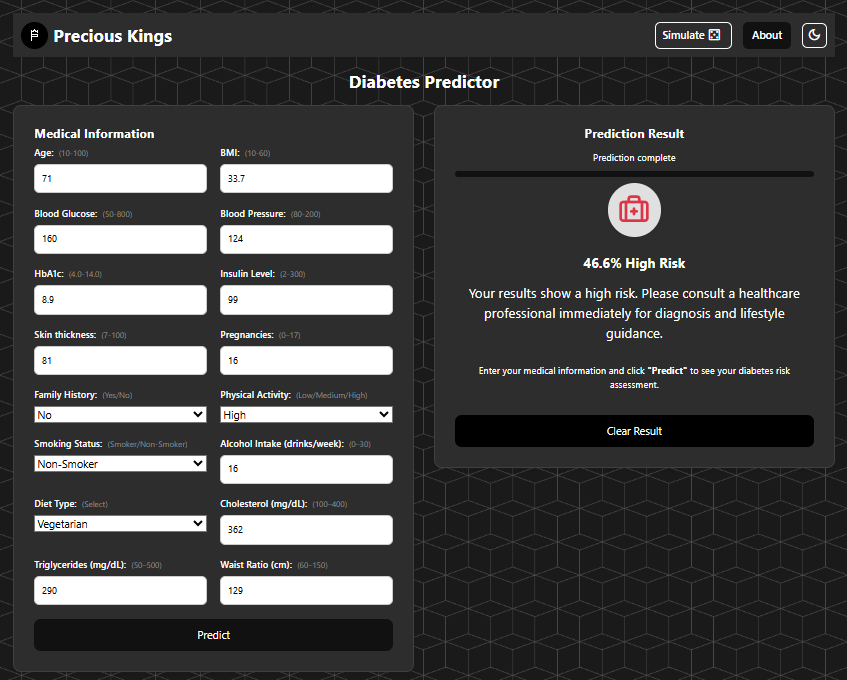 Precious Kings
Simulate
About
Diabetes Predictor
Medical Information
Age: (10-100)
BMI: (10-60)
71
33.7
Blood Glucose: (50-800)
Blood Pressure: (80-200)
160
124
HbA1c: (4.0-14.0)
Insulin Level: (2-300)
8.9
99
Skin thickness: (7-100)
Pregnancies: (0-17)
81
16
Family History: (Yes/No)
Physical Activity: (Low/Medium/High)
No
High
Smoking Status: (Smoker/Non-Smoker)
Alcohol Intake (drinks/week): (0-30)
Non-Smoker
16
Diet Type: (Select)
Cholesterol (mg/dL): (100-400)
Vegetarian
362
Triglycerides (mg/dL): (50-500)
Waist Ratio (cm): (60-150)
290
129
Predict
Prediction Result
Prediction complete
46.6% High Risk
Your results show a high risk. Please consult a healthcare
professional immediately for diagnosis and lifestyle
guidance.
Enter your medical information and click "Predict" to see your diabetes risk
assessment.
Clear Result